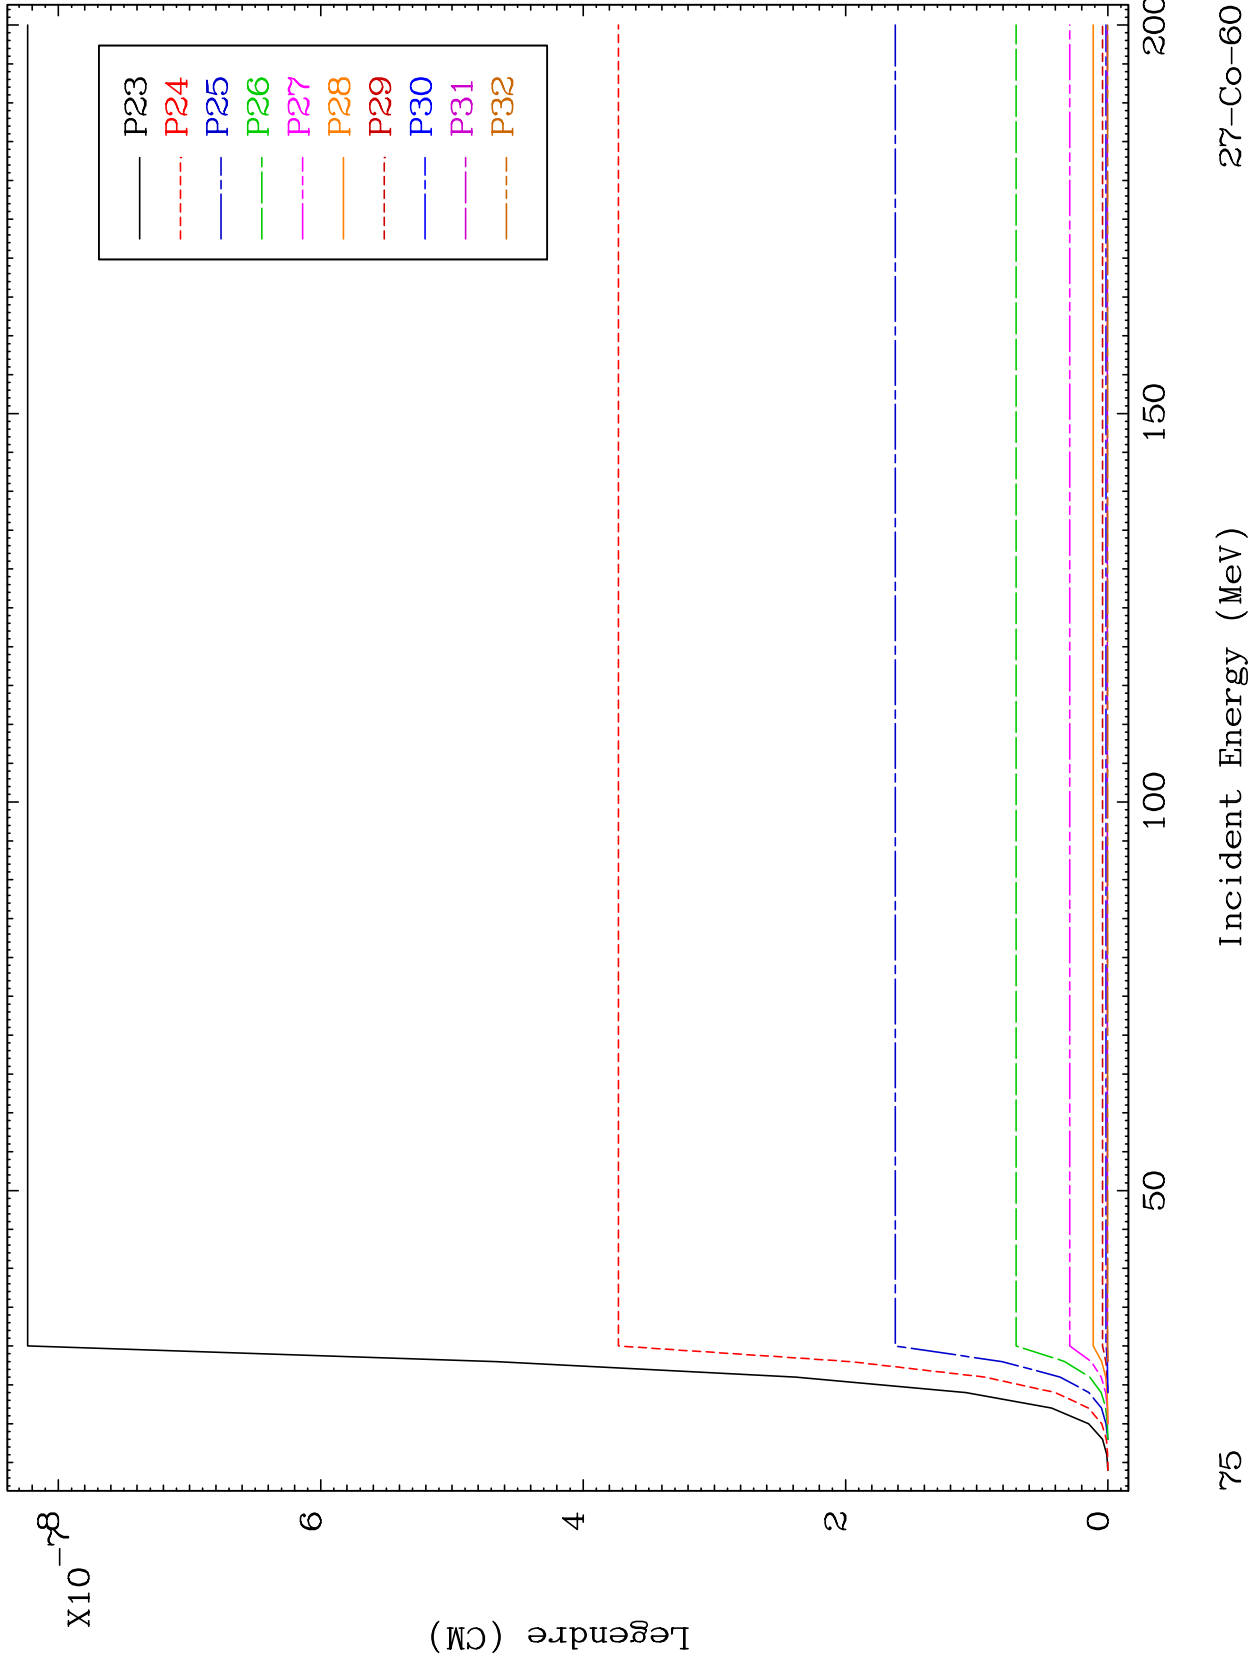 X10-7
8
6
4
2
0
Legendre (CM)
P23
P24
P25
P26
P27
P28
P29
P30
P31
P32
50
100
150
200
Incident Energy (MeV)
75
27-Co-60